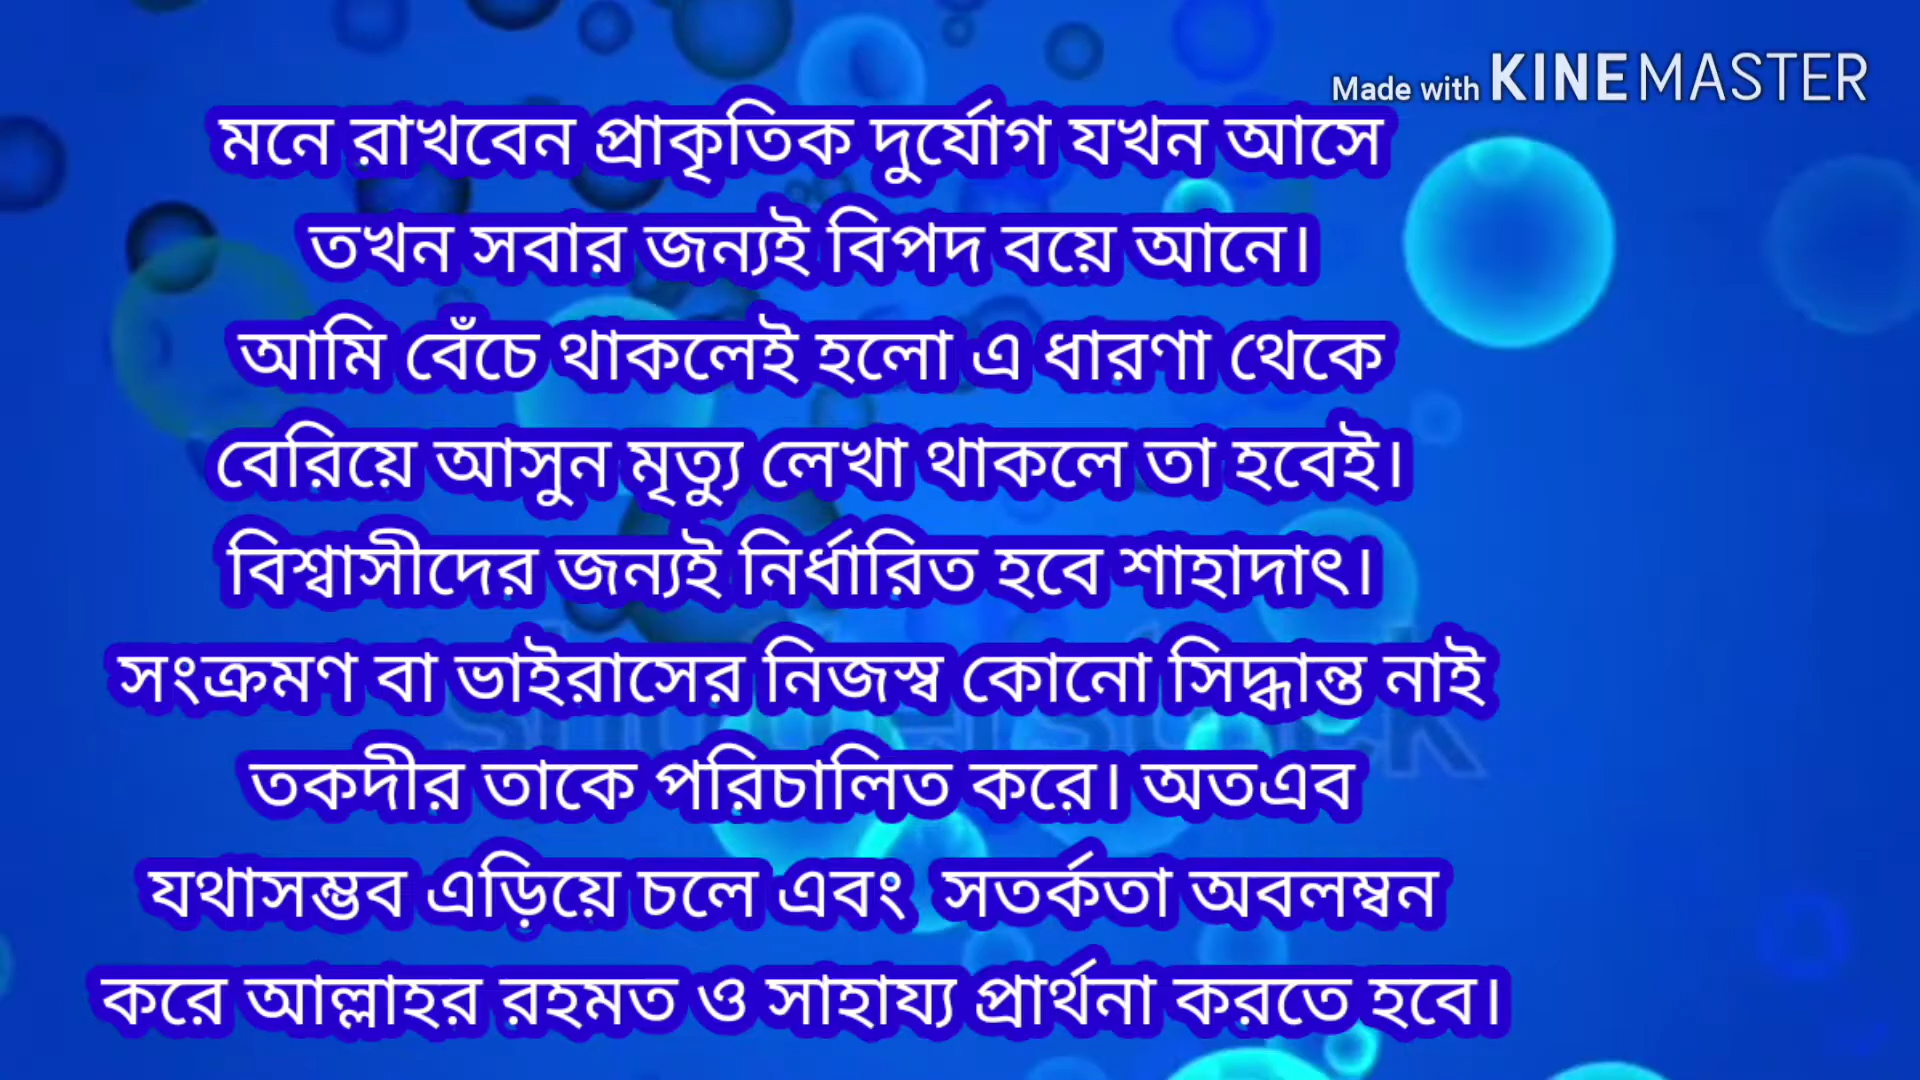 Made with KINEMASTER
মনে রাখবেন প্রাকৃতিক দুর্যোগ যখন আসে
তখন সবার জন্যই বিপদ বয়ে আনে।
আমি বেঁচে থাকলেই হলো এ ধারণা থেকে
বেরিয়ে আসুন মৃত্যু লেখা থাকলে তা হবেই।
বিশ্বাসীদের জন্যই নির্ধারিত হবে শাহাদাৎ।
সংক্রমণ বা ভাইরাসের নিজস্ব কোনো সিদ্ধান্ত নাই
তকদীর তাকে পরিচালিত করে। অতএব
যথাসম্ভব এড়িয়ে চলে এবং সতর্কতা অবলম্বন
করে আল্লাহর রহমত ও সাহায্য প্রার্থনা করতে হবে।
shutterstock